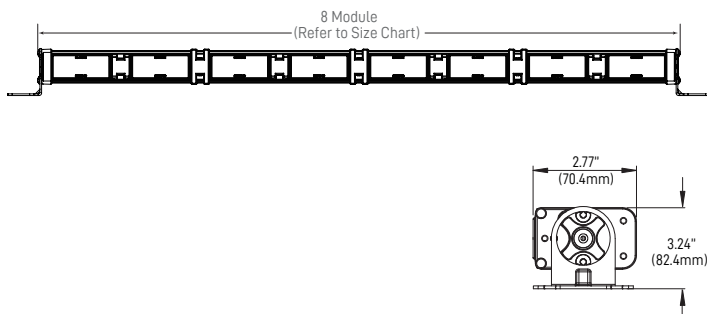 8 Module
(Refer to Size Chart)
2.77"
(70.4mm)
3.24"
(82.4mm)